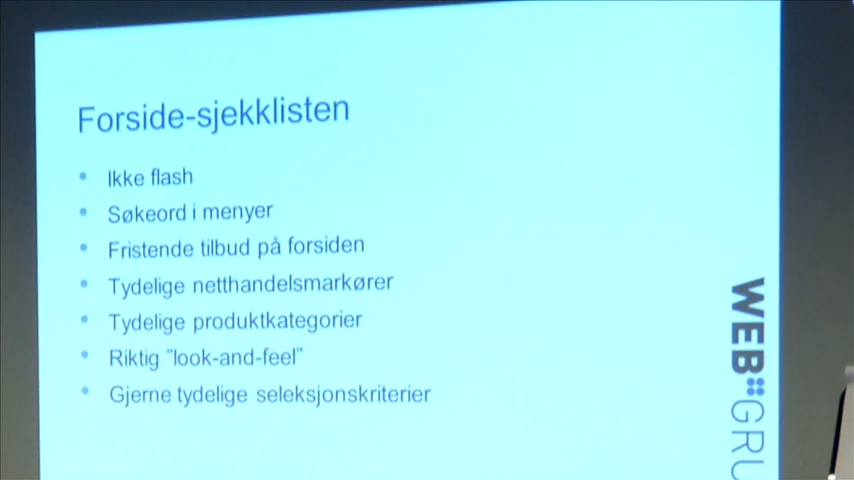 Forside-sjekklisten
• Ikke flash
• Søkeord i menyer
• Fristende tilbud på forsiden
• Tydelige netthandelsmarkører
• Tydelige produktkategorier
• Riktig "look-and-feel"
• Gjerne tydelige seleksjonskriterier
WEB